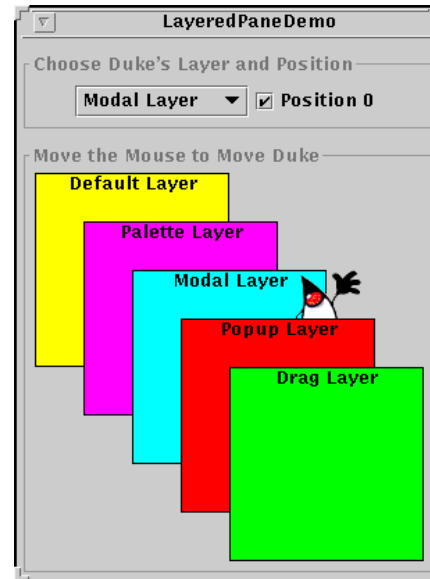 LayeredPaneDemo
Choose Duke's Layer and Position
Modal Layer Position 0
Move the Mouse to Move Duke
Default Layer
Palette Layer
Modal Layer
Popup Layer
Drag Layer